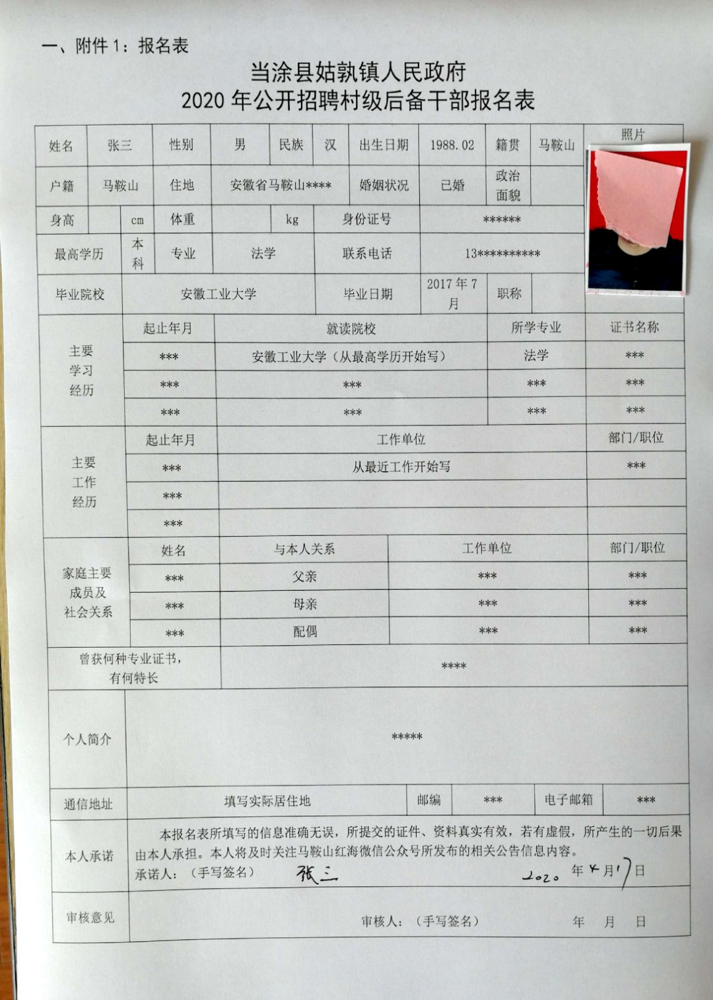 一、附件1：报名表
当涂县姑孰镇人民政府
2020年公开招聘村级后备干部报名表
姓名 张三 性别 男 民族 汉 出生日期 1988.02 籍贯 马鞍山 照片
户籍 马鞍山 住地 安徽省马鞍山**** 婚姻状况 已婚 政治面貌
身高 cm 体重 kg 身份证号 ******
最高学历 本科 专业 法学 联系电话 13**********
毕业院校 安徽工业大学 毕业日期 2017年7月 职称
主要学习经历 起止年月 就读院校 所学专业 证书名称
*** 安徽工业大学（从最高学历开始写） 法学 ***
*** *** *** ***
*** *** *** ***
主要工作经历 起止年月 工作单位 部门/职位
*** 从最近工作开始写 ***
***
***
家庭主要成员及社会关系 姓名 与本人关系 工作单位 部门/职位
*** 父亲 *** ***
*** 母亲 *** ***
*** 配偶 *** ***
曾获何种专业证书，有何特长 ****
个人简介 *****
通信地址 填写实际居住地 邮编 *** 电子邮箱 ***
本人承诺 本报名表所填写的信息准确无误，所提交的证件、资料真实有效，若有虚假，所产生的一切后果
由本人承担。本人将及时关注马鞍山红海微信公众号所发布的相关公告信息内容。
承诺人：（手写签名） 张三 2020年4月17日
审核意见 审核人：（手写签名） 年 月 日